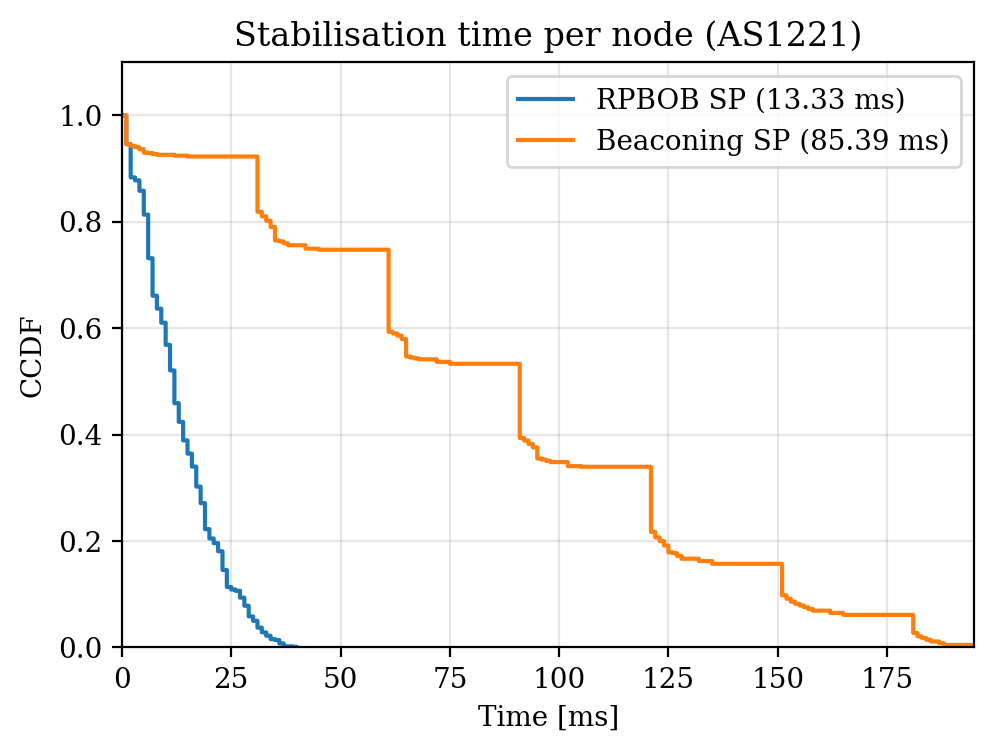 Stabilisation time per node (AS1221)
RPBOB SP (13.33 ms)
Beaconing SP (85.39 ms)
CCDF
1.0
0.8
0.6
0.4
0.2
0.0
0 25 50 75 100 125 150 175
Time [ms]